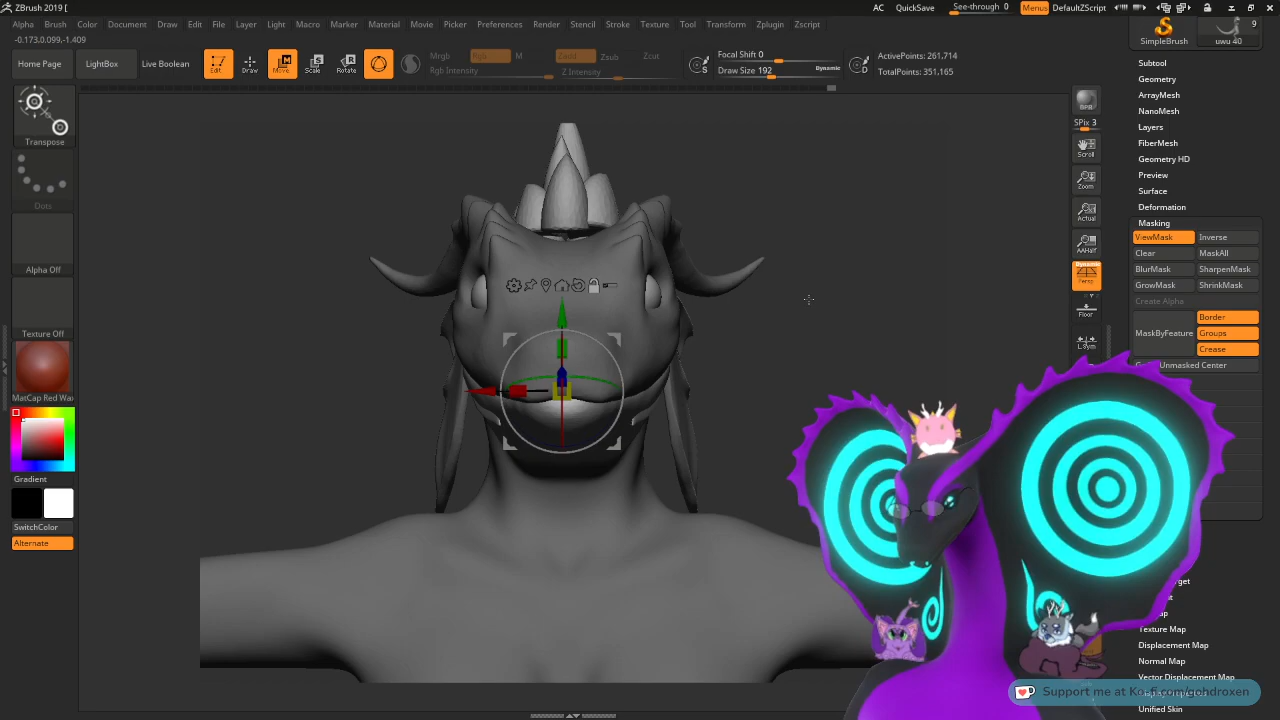 ZBrush 2019 [
AC QuickSave See-through 0 Menus DefaultZScript
Alpha Brush Color Document Draw Edit File Layer Light Macro Marker Material Movie Picker Preferences Render Stencil Stroke Texture Tool Transform Zplugin Zscript
-0.173,0.099,-1.409
Home Page LightBox Live Boolean
Edit Draw Move Scale Rotate
Mrgb Rgb M
Rgb Intensity
Zadd Zsub Zcut
Z Intensity
Focal Shift 0
Draw Size 192 Dynamic
S
D
ActivePoints: 261,714
TotalPoints: 351,165
9
SimpleBrush uwu 40
Transpose
Dots
Alpha Off
Texture Off
MatCap Red Wax
Gradient
SwitchColor
Alternate
BPR
SPix 3
Scroll
Zoom
Actual
AAHalf
Dynamic
Persp
Floor
L.Sym
Subtool
Geometry
ArrayMesh
NanoMesh
Layers
FiberMesh
Geometry HD
Preview
Surface
Deformation
Masking
ViewMask Inverse
Clear MaskAll
BlurMask SharpenMask
GrowMask ShrinkMask
Create Alpha
MaskByFeature
Border
Groups
Crease
Unmasked Center
Texture Map
Displacement Map
Normal Map
Vector Displacement Map
Unified Skin
Support me at Ko-fi.com/gohdroxen